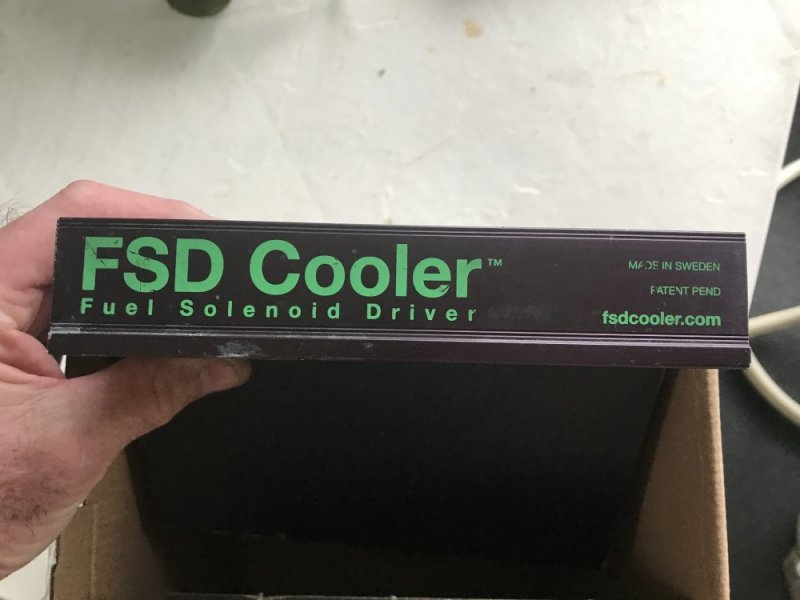 FSD Cooler™
Fuel Solenoid Driver
MADE IN SWEDEN
PATENT PEND
fsdcooler.com